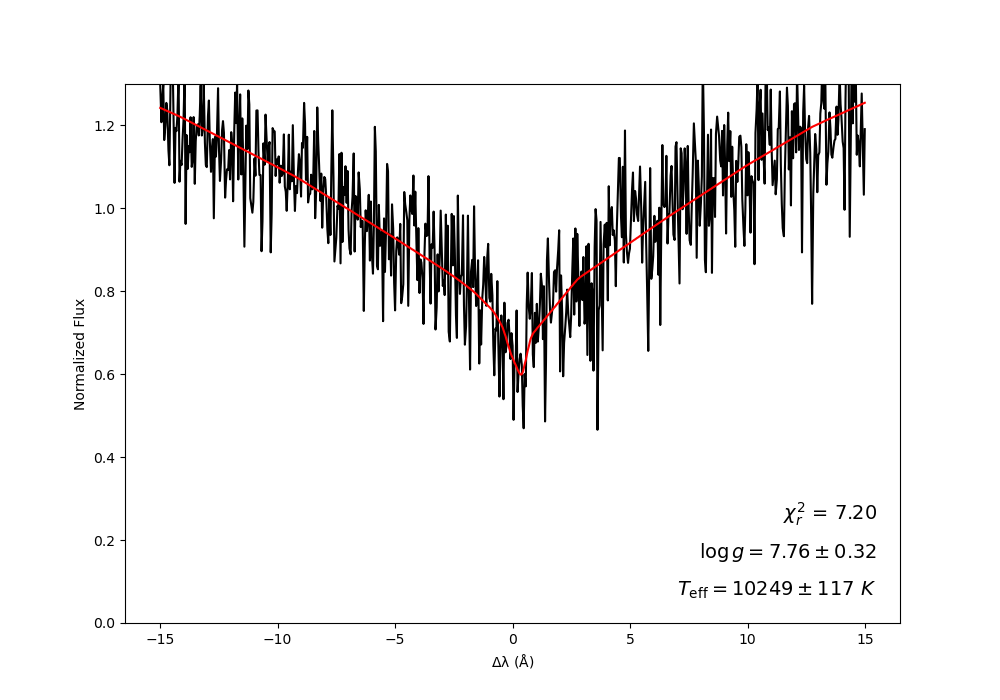 1.2
1.0
0.8
0.6
0.4
0.2
0.0
Normalized Flux
χ²ᵣ = 7.20
log g = 7.76 ± 0.32
T_eff = 10249 ± 117 K
−15 −10 −5 0 5 10 15
Δλ (Å)